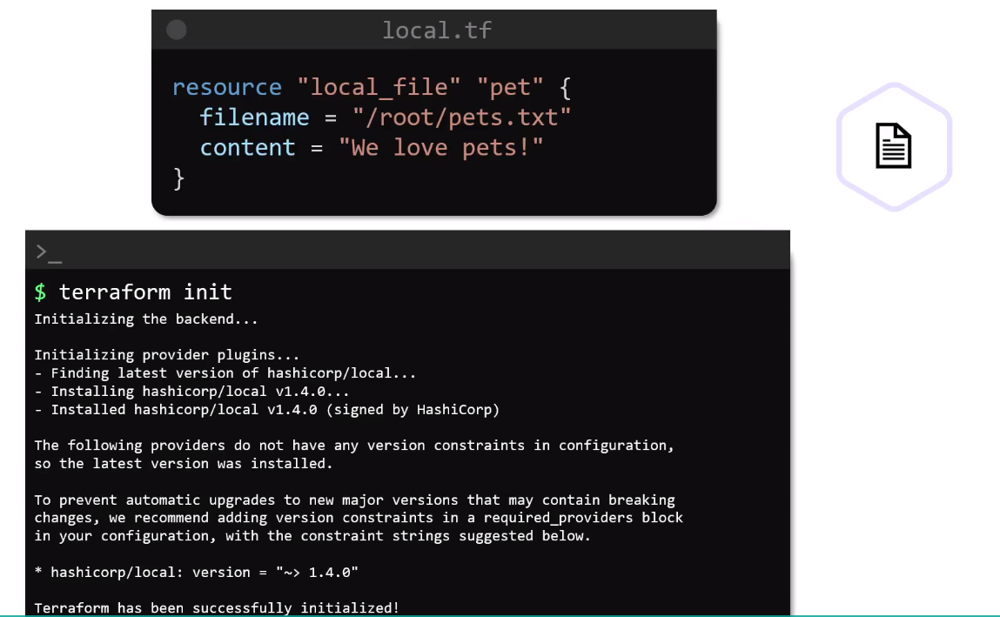 local.tf
resource "local_file" "pet" {
  filename = "/root/pets.txt"
  content = "We love pets!"
}
>_
$ terraform init
Initializing the backend...
Initializing provider plugins...
- Finding latest version of hashicorp/local...
- Installing hashicorp/local v1.4.0...
- Installed hashicorp/local v1.4.0 (signed by HashiCorp)
The following providers do not have any version constraints in configuration,
so the latest version was installed.
To prevent automatic upgrades to new major versions that may contain breaking
changes, we recommend adding version constraints in a required_providers block
in your configuration, with the constraint strings suggested below.
* hashicorp/local: version = "~> 1.4.0"
Terraform has been successfully initialized!